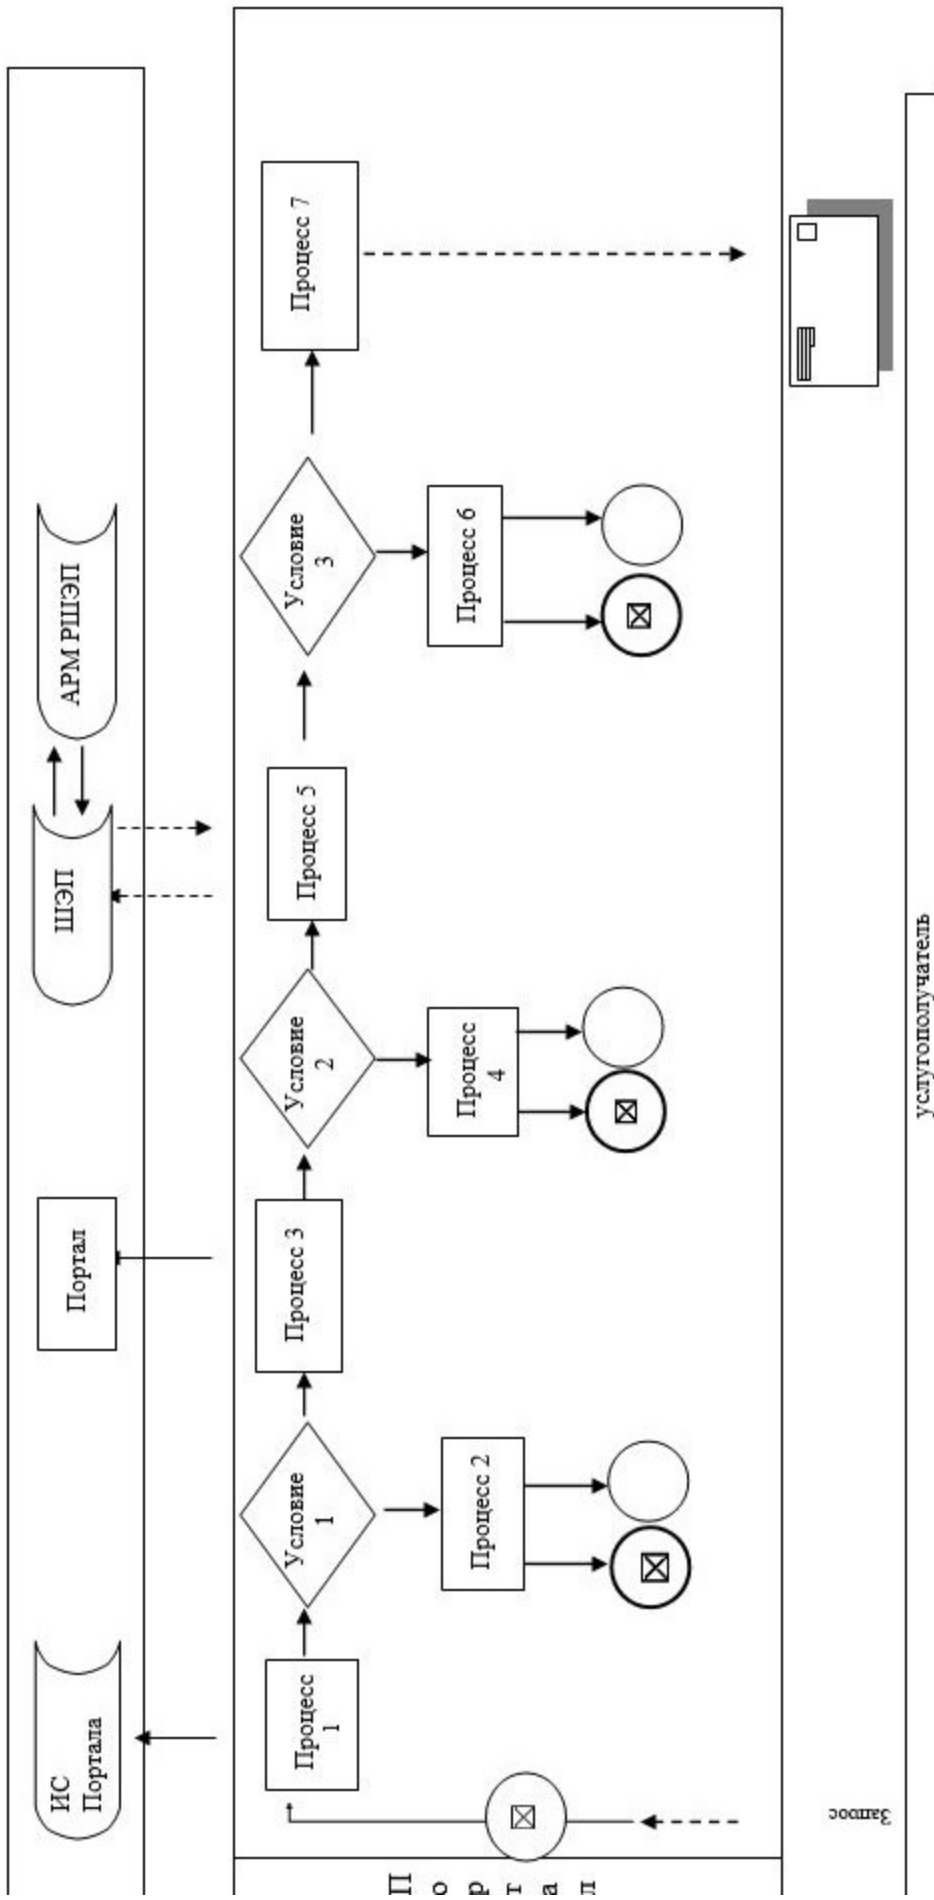 ИС
Портала
Портал
ШЭП
АРМ РШЭП
Портал
Процесс
1
Условие
1
Процесс 3
Условие
2
Процесс 5
Условие
3
Процесс 7
Процесс 2
Процесс
4
Процесс 6
Запрос
услугополучатель